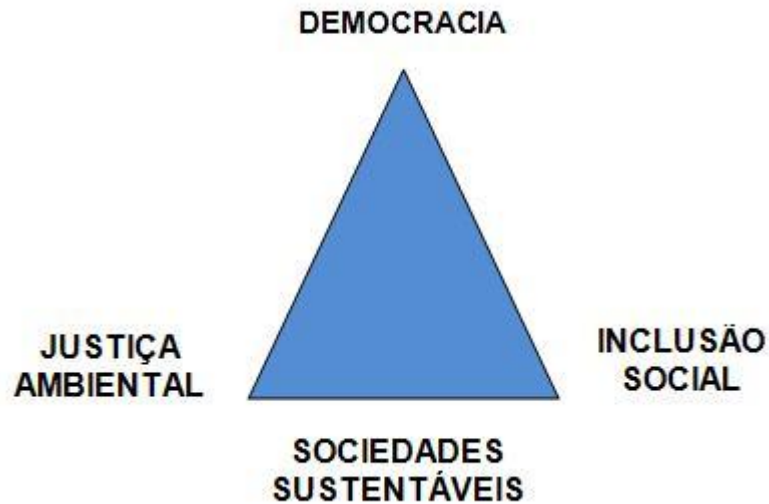 DEMOCRACIA
JUSTIÇA
AMBIENTAL
INCLUSÃO
SOCIAL
SOCIEDADES
SUSTENTÁVEIS